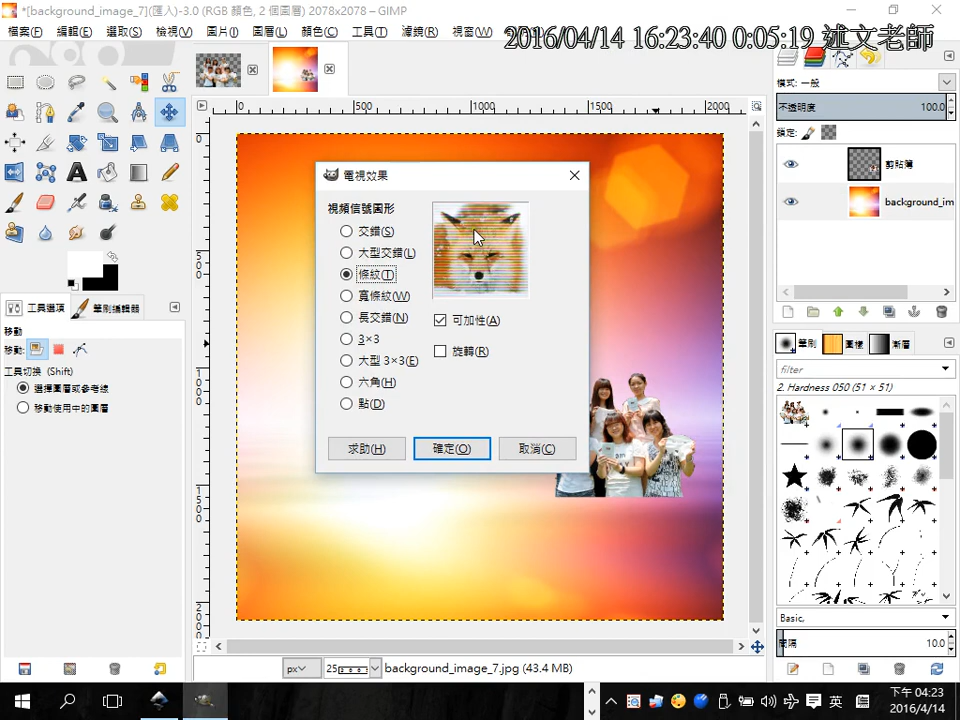 *[background_image_7](匯入)-3.0 (RGB 顏色, 2 個圖層) 2078x2078 – GIMP
檔案(F) 編輯(E) 選取(S) 檢視(V) 圖片(I) 圖層(L) 顏色(C) 工具(T) 濾鏡(R) 視窗(W)
2016/04/14 16:23:40 0:05:19 㳒文老師
0 500 1000 1500 2000
模式: 一般
不透明度 100.0
鎖定:
剪貼簿
background_im
電視效果
視頻信號圖形
交錯(S)
大型交錯(L)
條紋(T)
寬條紋(W)
長交錯(N)
3×3
大型 3×3(E)
六角(H)
點(D)
可加性(A)
旋轉(R)
求助(H) 確定(O) 取消(C)
工具選項 筆刷編輯器
移動
移動:
工具切換 (Shift)
選擇圖層或參考線
移動使用中的圖層
筆刷 圖樣 漸層
filter
2. Hardness 050 (51 × 51)
Basic,
間隔 10.0
px 25 background_image_7.jpg (43.4 MB)
英
下午 04:23
2016/4/14